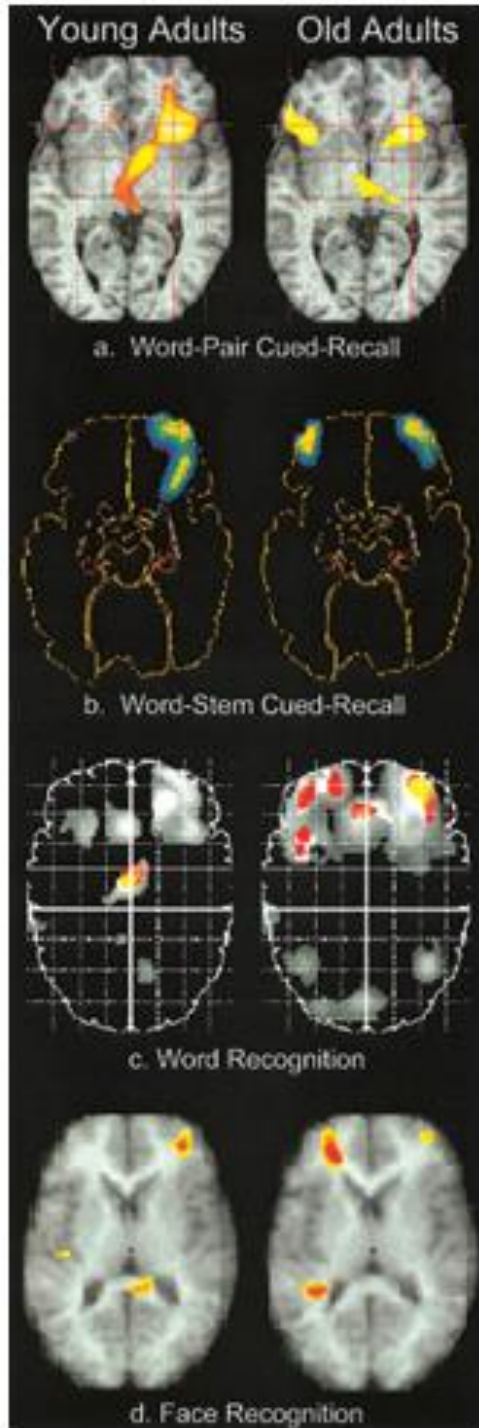 Young Adults Old Adults
a. Word-Pair Cued-Recall
b. Word-Stem Cued-Recall
c. Word Recognition
d. Face Recognition